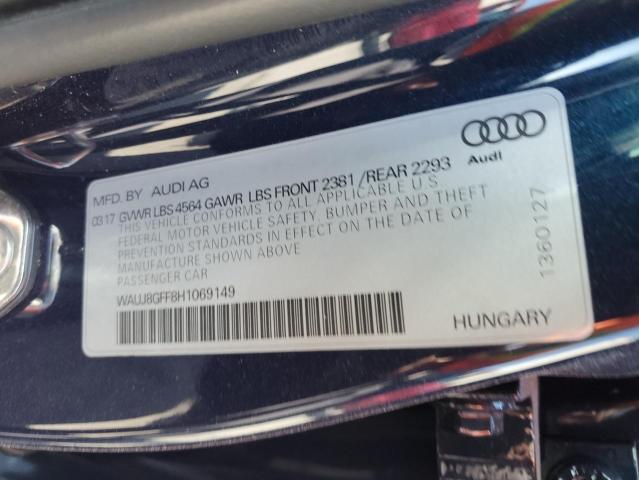 Audi
MFD. BY AUDI AG
03 17 GVWR LBS 4564 GAWR LBS FRONT 2381 /REAR 2293
THIS VEHICLE CONFORMS TO ALL APPLICABLE U.S.
FEDERAL MOTOR VEHICLE SAFETY, BUMPER AND THEFT
PREVENTION STANDARDS IN EFFECT ON THE DATE OF
MANUFACTURE SHOWN ABOVE
PASSENGER CAR
WAUJ8GFF8H1069149
HUNGARY
1360127